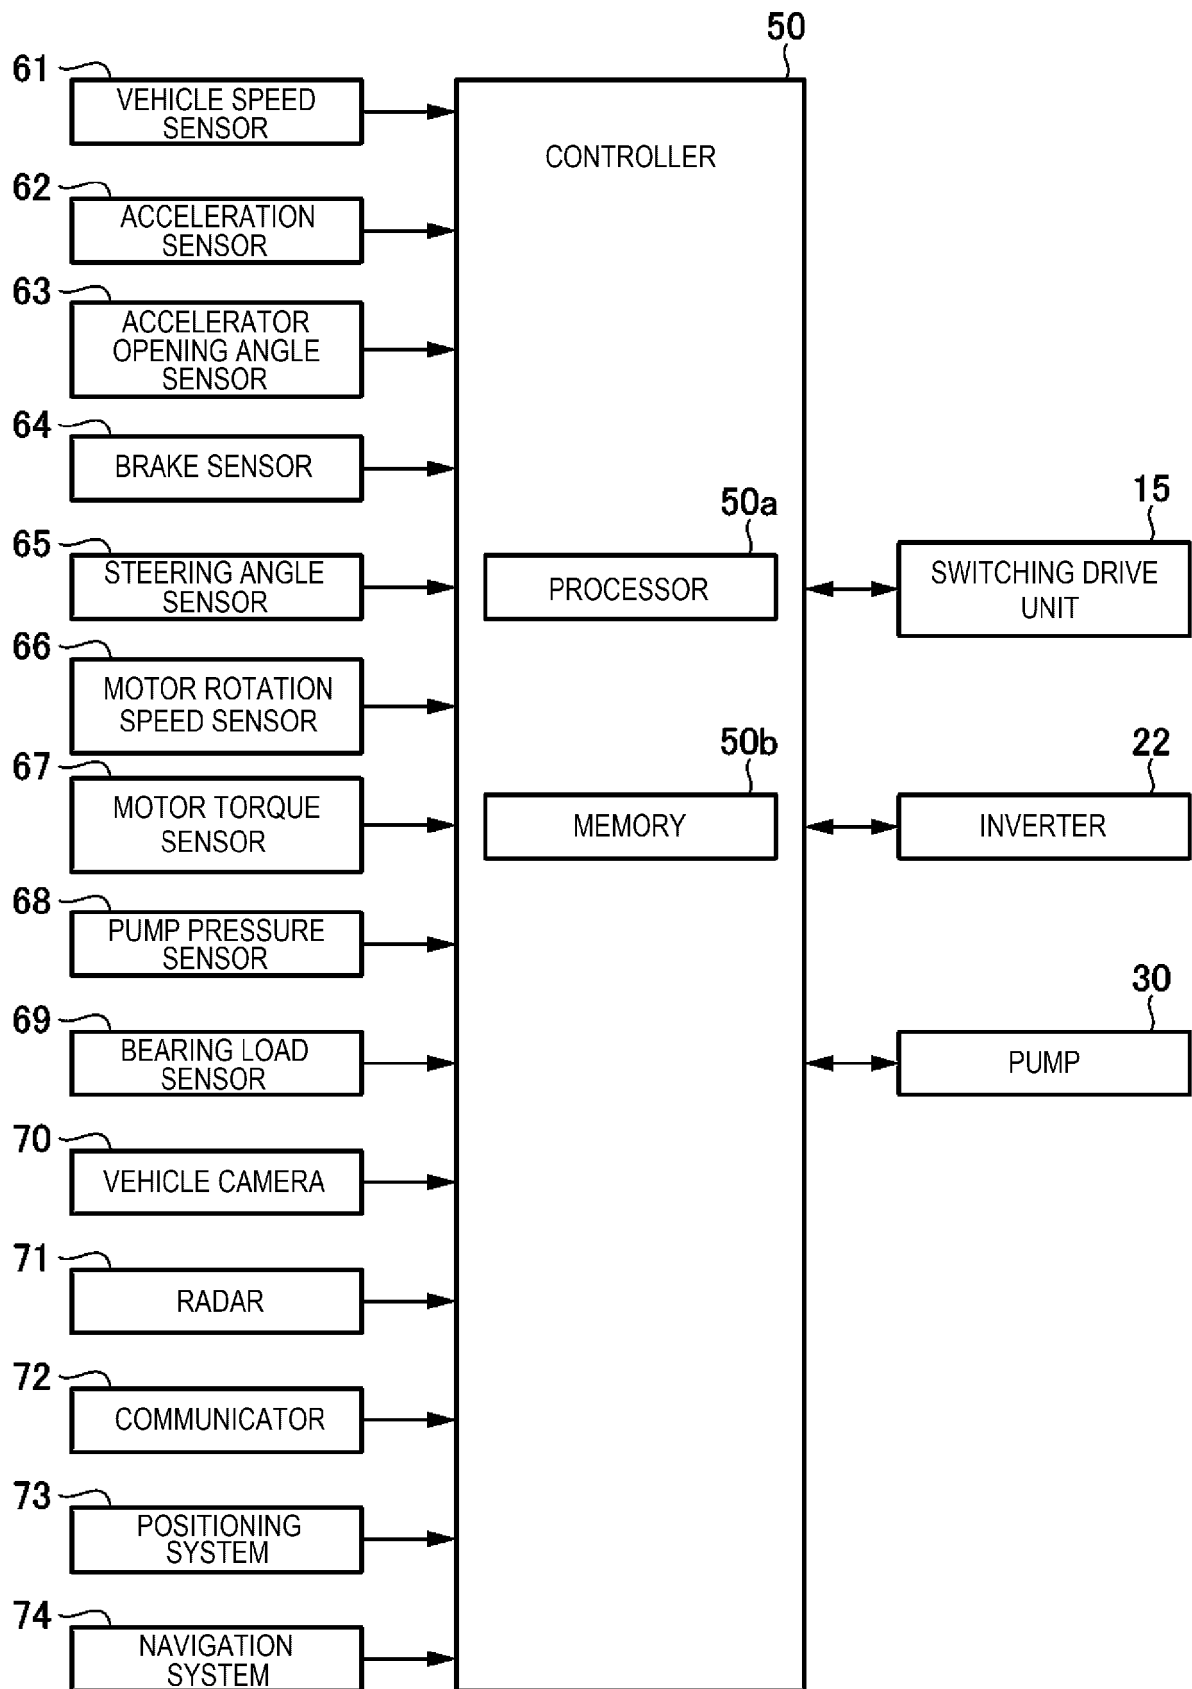 50
61
VEHICLE SPEED
SENSOR
CONTROLLER
62
ACCELERATION
SENSOR
63
ACCELERATOR
OPENING ANGLE
SENSOR
64
BRAKE SENSOR
65
STEERING ANGLE
SENSOR
50a
PROCESSOR
15
SWITCHING DRIVE
UNIT
66
MOTOR ROTATION
SPEED SENSOR
67
MOTOR TORQUE
SENSOR
50b
MEMORY
22
INVERTER
68
PUMP PRESSURE
SENSOR
69
BEARING LOAD
SENSOR
30
PUMP
70
VEHICLE CAMERA
71
RADAR
72
COMMUNICATOR
73
POSITIONING
SYSTEM
74
NAVIGATION
SYSTEM